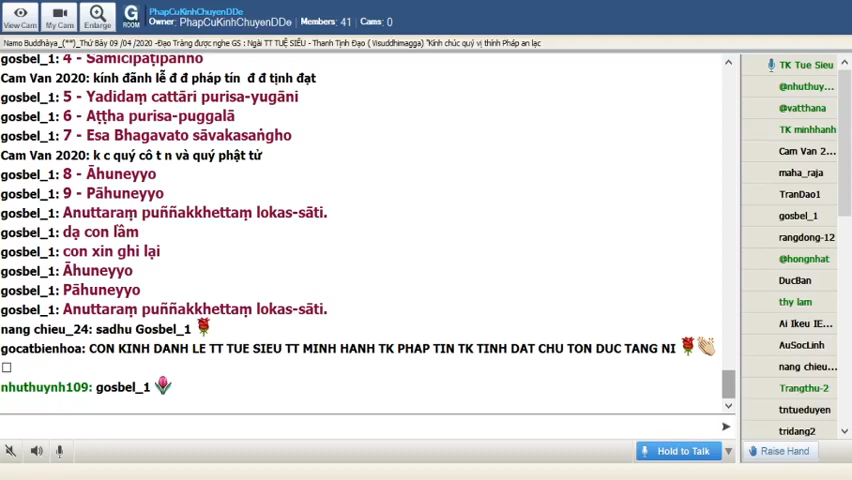 PhapCuKinhChuyenDDe
Owner: PhapCuKinhChuyenDDe Members: 41 Cams: 0
View Cam My Cam Enlarge G ROOM
Namo Buddhàya_(**)_Thứ Bảy 09 /04 /2020 -Đạo Tràng được nghe GS : Ngài TT TUỆ SIÊU - Thanh Tịnh Đạo ( Visuddhimagga) "Kính chúc quý vị thính Pháp an lạc
gosbel_1: 4 - Sāmīcipaṭipanno
Cam Van 2020: kính đãnh lễ đ đ pháp tín đ đ tịnh đạt
gosbel_1: 5 - Yadidaṃ cattāri purisa-yugāni
gosbel_1: 6 - Aṭṭha purisa-puggalā
gosbel_1: 7 - Esa Bhagavato sāvakasaṅgho
Cam Van 2020: k c quý cô t n và quý phật tử
gosbel_1: 8 - Āhuneyyo
gosbel_1: 9 - Pāhuneyyo
gosbel_1: Anuttaraṃ puññakkhettaṃ lokas-sāti.
gosbel_1: dạ con lầm
gosbel_1: con xin ghi lại
gosbel_1: Āhuneyyo
gosbel_1: Pāhuneyyo
gosbel_1: Anuttaraṃ puññakkhettaṃ lokas-sāti.
nang chieu_24: sadhu Gosbel_1
gocatbienhoa: CON KINH DANH LE TT TUE SIEU TT MINH HANH TK PHAP TIN TK TINH DAT CHU TON DUC TANG NI
nhuthuynh109: gosbel_1
TK Tue Sieu
@nhuthuy...
@vatthana
TK minhhanh
Cam Van 2...
maha_raja
TranDao1
gosbel_1
rangdong-12
@hongnhat
DucBan
thy lam
Ai Ikeu IE...
AuSocLinh
nang chieu...
Trangthu-2
tntueduyen
tridang2
Hold to Talk
Raise Hand